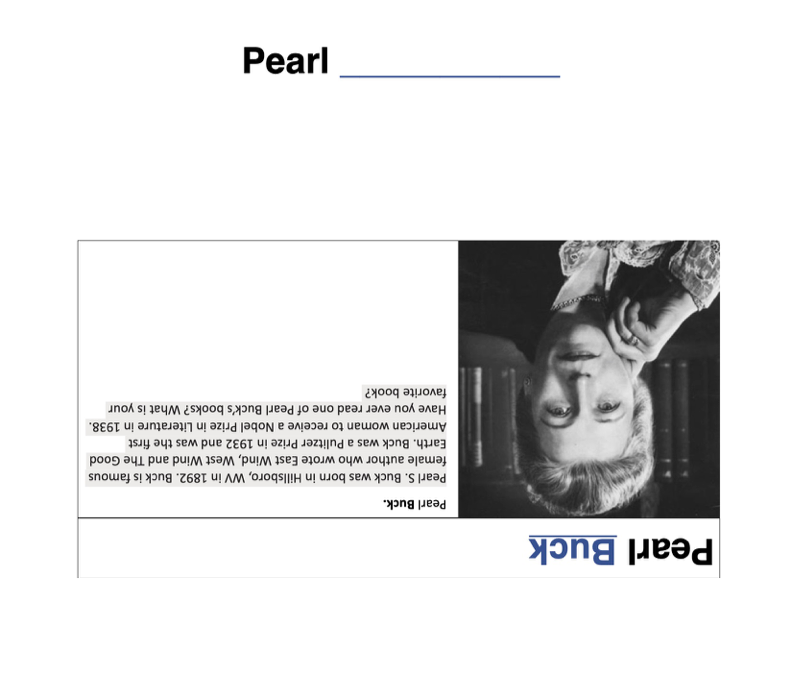 Pearl ____________
Pearl Buck
Pearl Buck.
Pearl S. Buck was born in Hillsboro, WV in 1892. Buck is famous
female author who wrote East Wind, West Wind and The Good
Earth. Buck was a Pulitzer Prize in 1932 and was the first
American woman to receive a Nobel Prize in Literature in 1938.
Have you ever read one of Pearl Buck's books? What is your
favorite book?